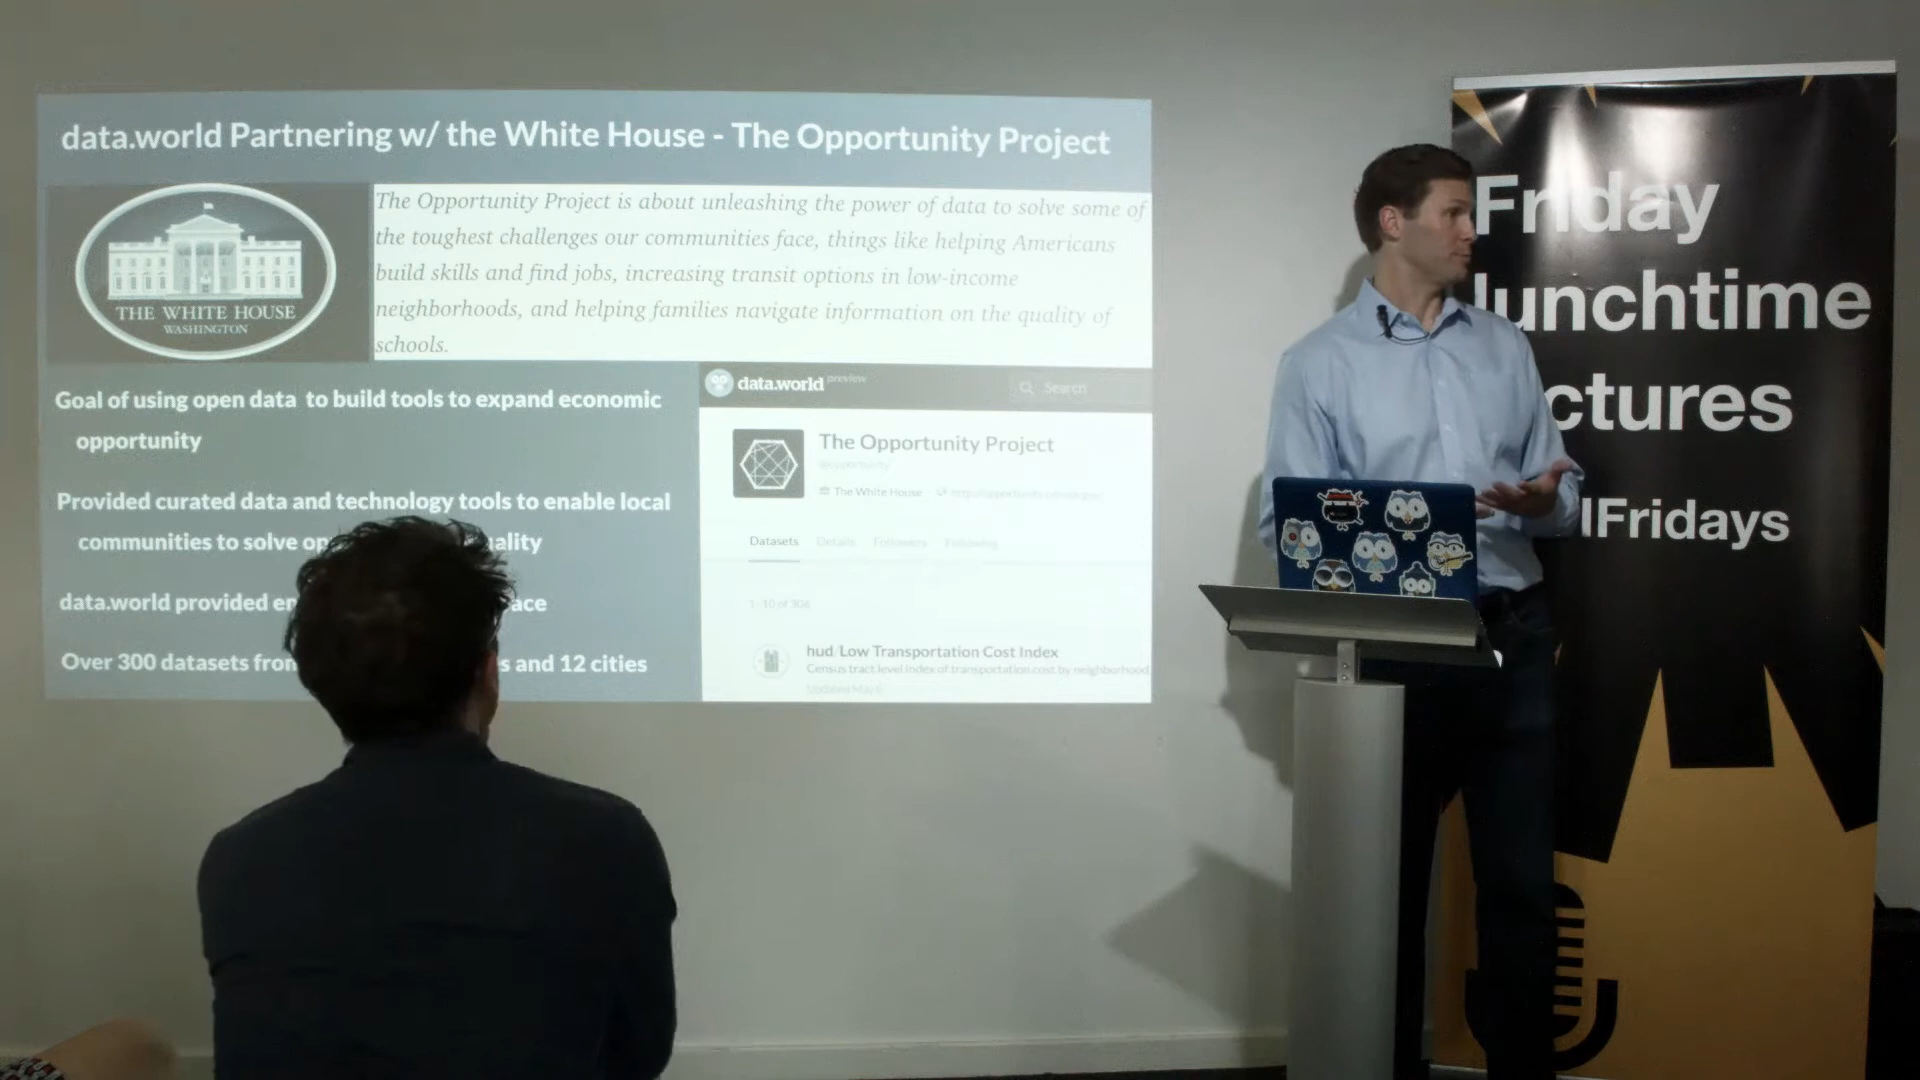 data.world Partnering w/ the White House - The Opportunity Project
THE WHITE HOUSE
WASHINGTON
The Opportunity Project is about unleashing the power of data to solve some of
the toughest challenges our communities face, things like helping Americans
build skills and find jobs, increasing transit options in low-income
neighborhoods, and helping families navigate information on the quality of
schools.
Goal of using open data to build tools to expand economic
opportunity
Provided curated data and technology tools to enable local
communities to solve
data.world provided
Over 300 datasets and 12 cities
data.world preview
Search
The Opportunity Project
@opportunity
The White House
Datasets Details Followers Following
1-10 of 306
hud/Low Transportation Cost Index
Census tract level index of transportation cost by neighborhood
Friday
lunchtime
ctures
lFridays